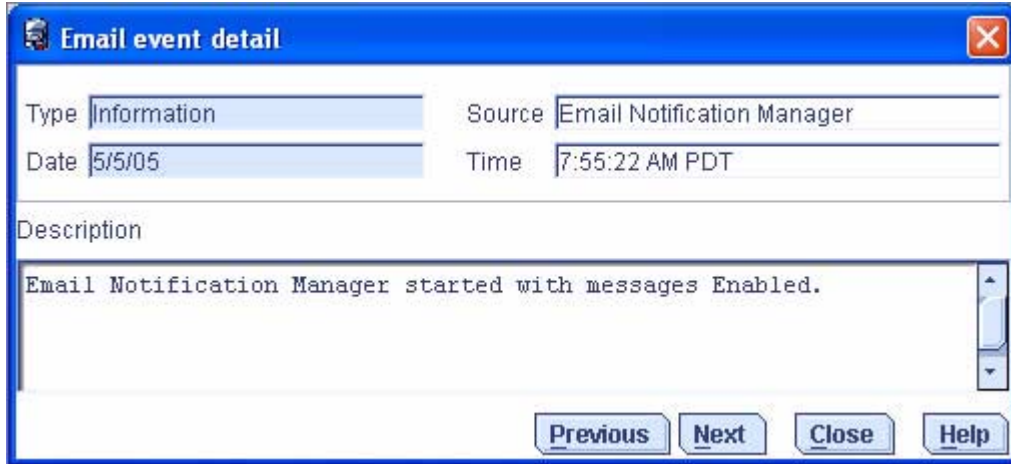 Email event detail
Type Information Source Email Notification Manager
Date 5/5/05 Time 7:55:22 AM PDT
Description
Email Notification Manager started with messages Enabled.
Previous Next Close Help